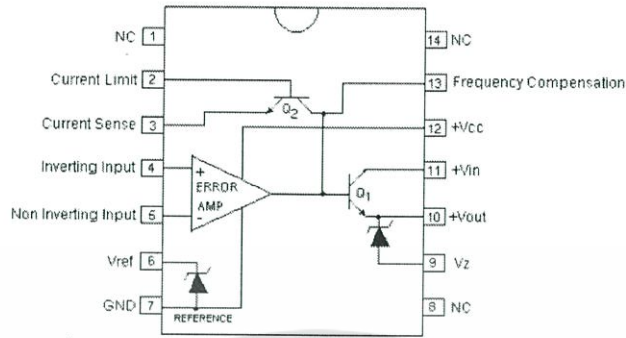 NC 1
14 NC
Current Limit 2
13 Frequency Compensation
Q2
Current Sense 3
12 +Vcc
Inverting Input 4
+
11 +Vin
ERROR
Q1
AMP
Non Inverting Input 5
-
10 +Vout
Vref 6
9 Vz
GND 7
8 NC
REFERENCE